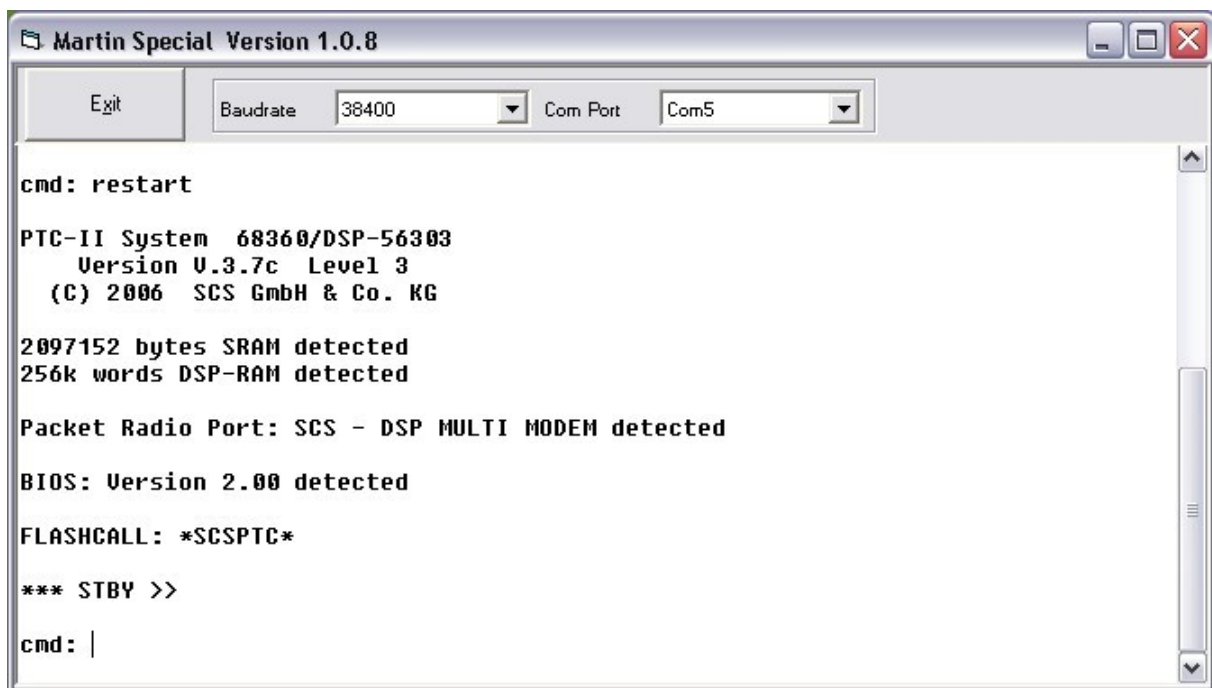 Martin Special Version 1.0.8
Exit Baudrate 38400 Com Port Com5
cmd: restart
PTC-II System 68360/DSP-56303
Version V.3.7c Level 3
(C) 2006 SCS GmbH & Co. KG
2097152 bytes SRAM detected
256k words DSP-RAM detected
Packet Radio Port: SCS - DSP MULTI MODEM detected
BIOS: Version 2.00 detected
FLASHCALL: *SCSPTC*
*** STBY >>
cmd: